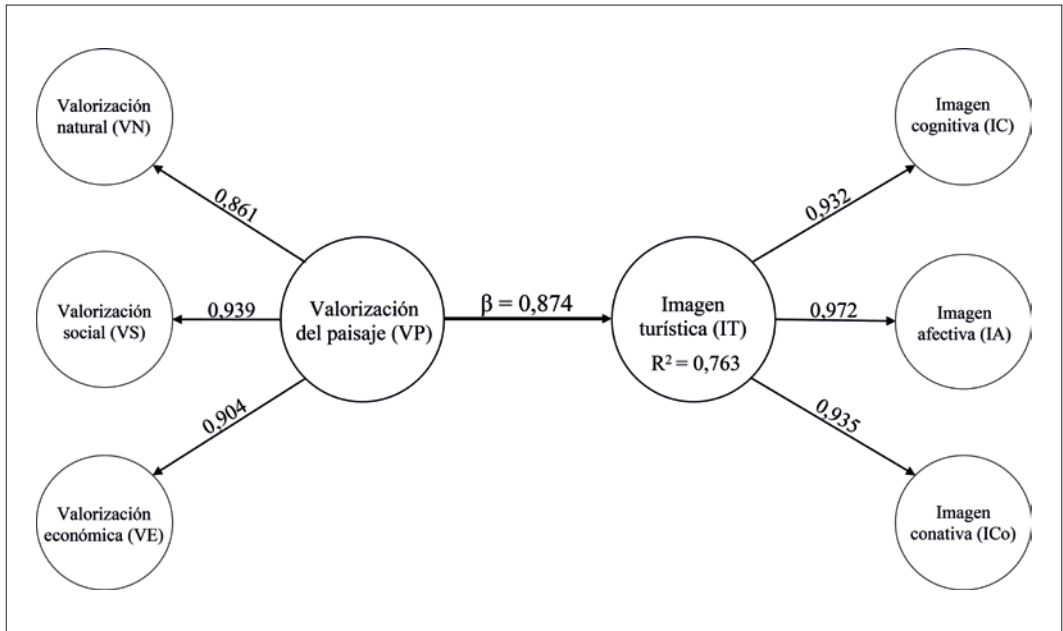 Valorización
natural (VN)
Imagen
cognitiva (IC)
0,861
0,932
Valorización
social (VS)
0,939
Valorización
del paisaje (VP)
β = 0,874
Imagen
turística (IT)
R² = 0,763
0,972
Imagen
afectiva (IA)
0,904
0,935
Valorización
económica (VE)
Imagen
conativa (ICo)